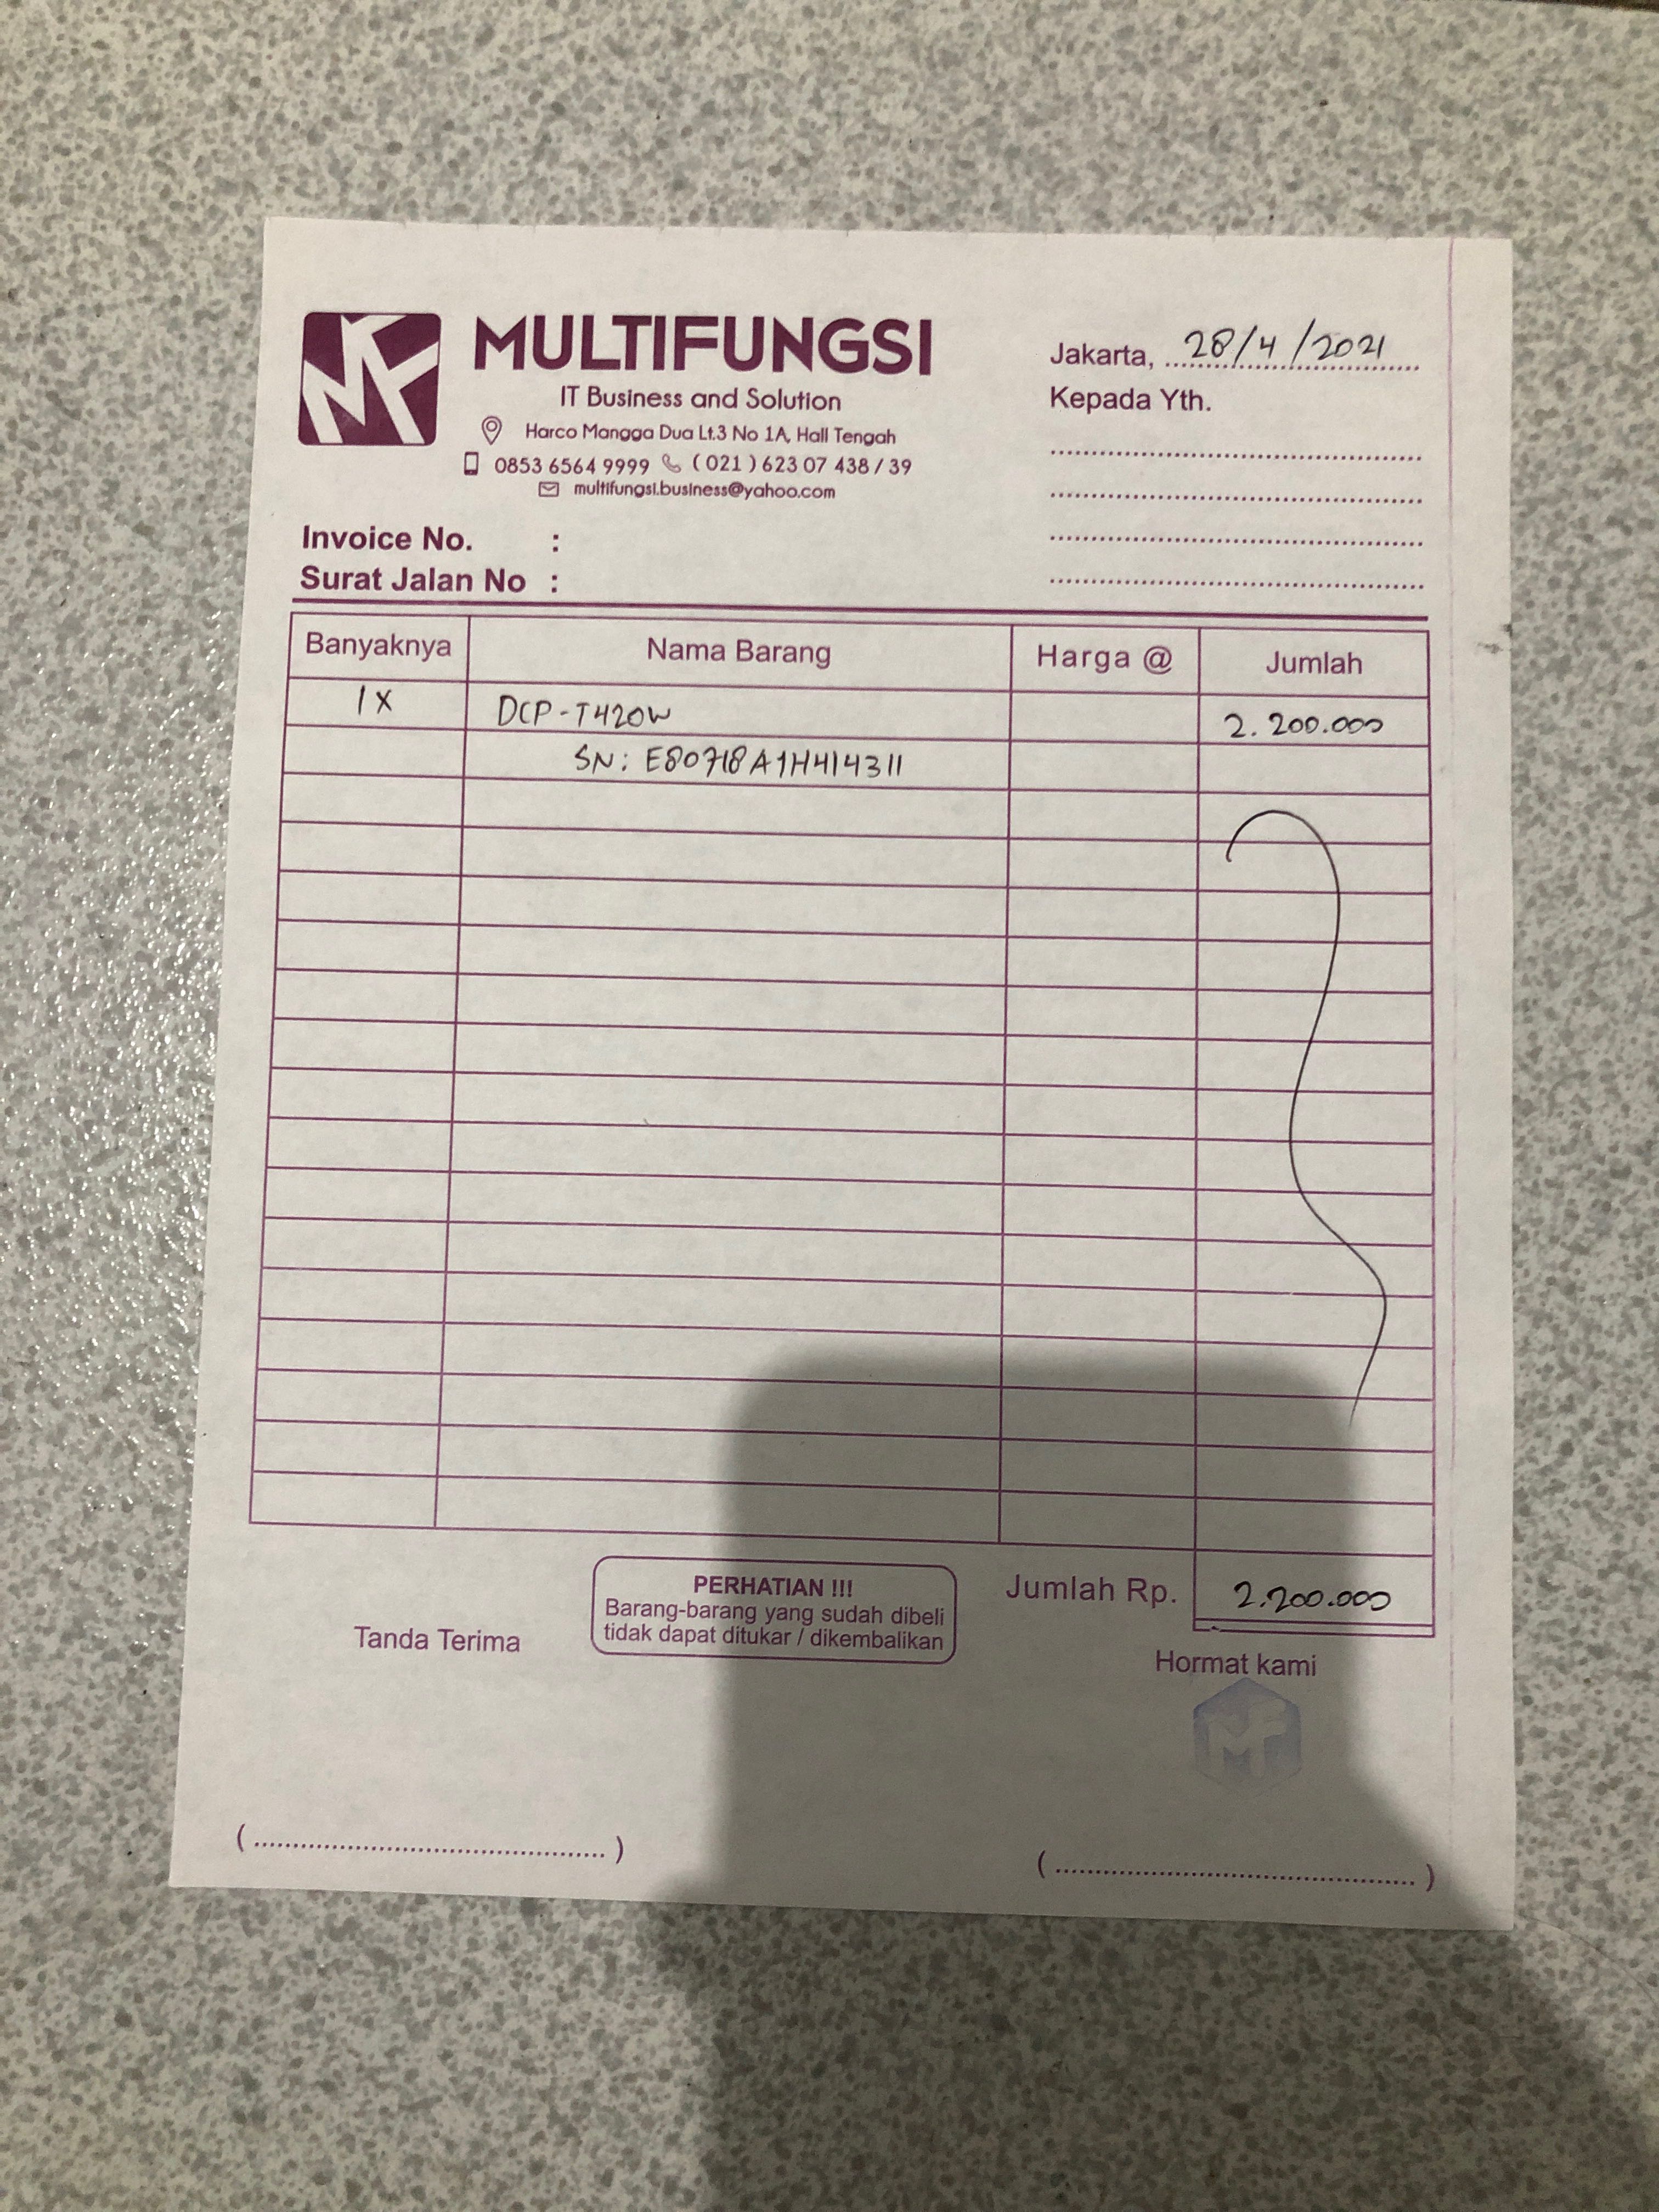 MF
MULTIFUNGSI
IT Business and Solution
Harco Mangga Dua Lt.3 No 1A, Hall Tengah
0853 6564 9999 ( 021 ) 623 07 438 / 39
multifungsi.business@yahoo.com
Jakarta, 28/4/2021
Kepada Yth.
Invoice No. :
Surat Jalan No :
Banyaknya Nama Barang Harga @ Jumlah
1X DCP-T420W 2.200.000
SN: E80718A1H414311
Jumlah Rp. 2.200.000
PERHATIAN !!!
Barang-barang yang sudah dibeli
tidak dapat ditukar / dikembalikan
Tanda Terima
Hormat kami
MF
(..............................................) (..............................................)